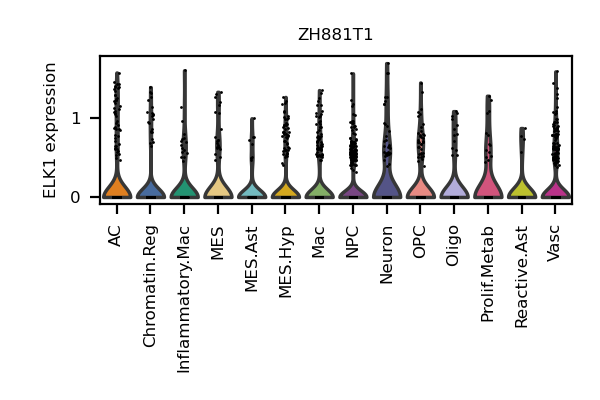 ZH881T1
ELK1 expression
1
0
AC
Chromatin.Reg
Inflammatory.Mac
MES
MES.Ast
MES.Hyp
Mac
NPC
Neuron
OPC
Oligo
Prolif.Metab
Reactive.Ast
Vasc